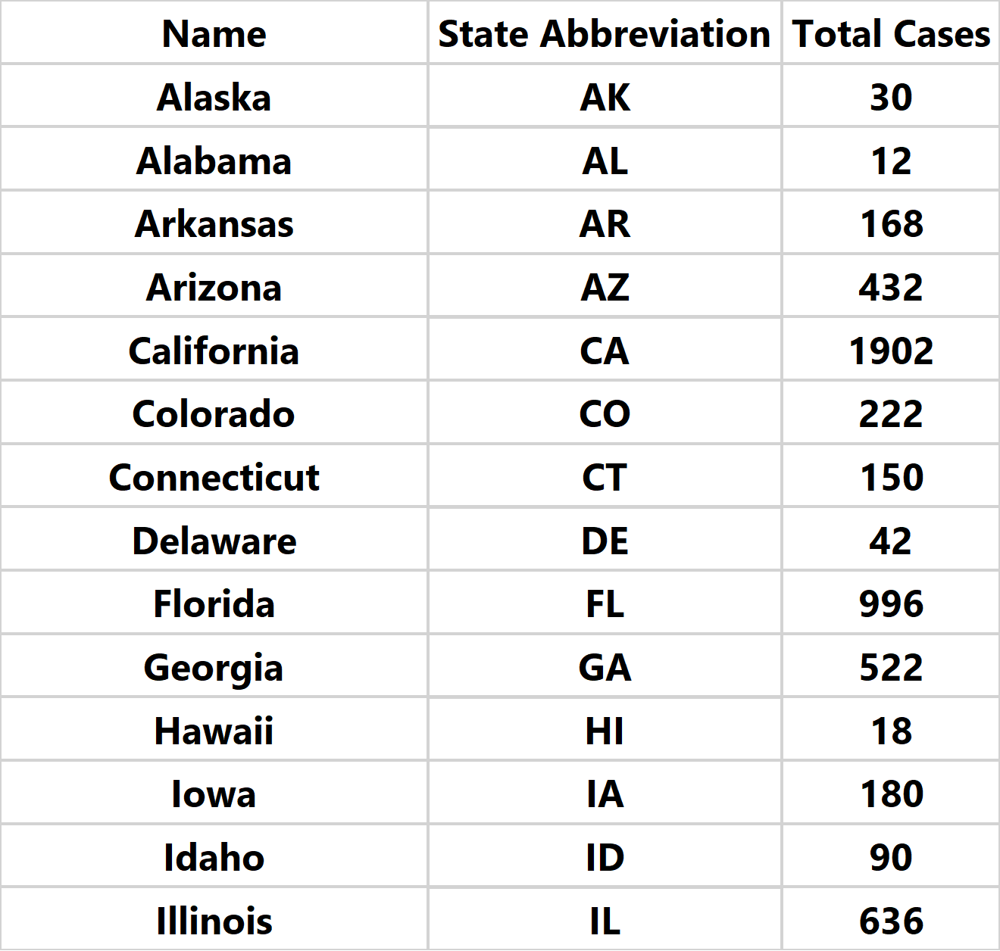 Name State Abbreviation Total Cases
Alaska AK 30
Alabama AL 12
Arkansas AR 168
Arizona AZ 432
California CA 1902
Colorado CO 222
Connecticut CT 150
Delaware DE 42
Florida FL 996
Georgia GA 522
Hawaii HI 18
Iowa IA 180
Idaho ID 90
Illinois IL 636